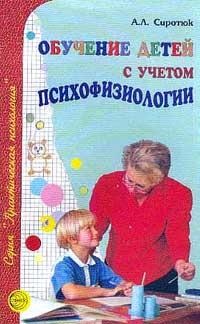 А.Л. Сиротюк
ОБУЧЕНИЕ ДЕТЕЙ
С УЧЕТОМ
ПСИХОФИЗИОЛОГИИ
Серия "Практическая психология"